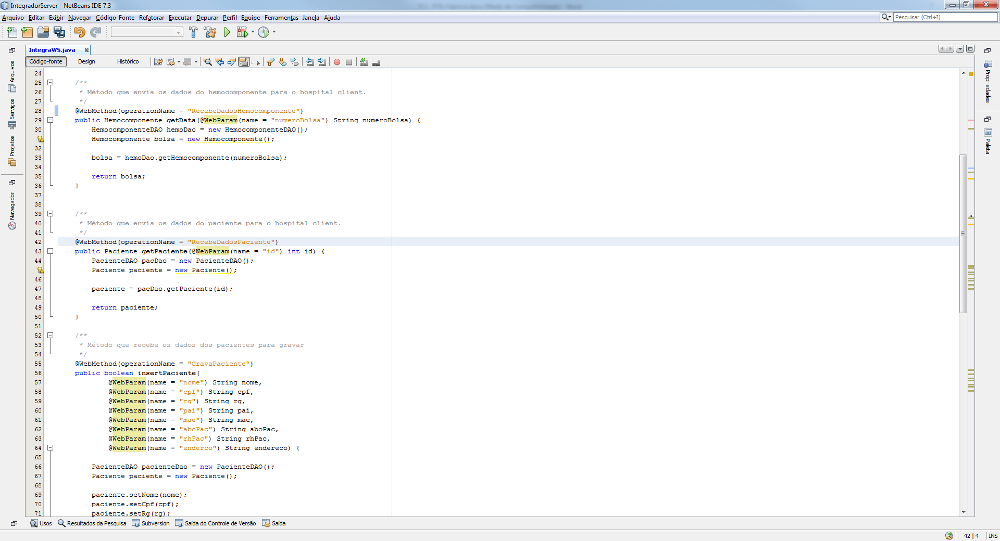 IntegradorServer - NetBeans IDE 7.3
Arquivo Editar Exibir Navegar Código-Fonte Refatorar Executar Depurar Perfil Equipe Ferramentas Janela Ajuda
Pesquisar (Ctrl+I)
IntegraWS.java
Código-fonte Design Histórico
Arquivos
Serviços
Projetos
Navegador
Propriedades
Paleta
24
25 /**
26 * Método que envia os dados do hemocomponente para o hospital client.
27 */
28 @WebMethod(operationName = "RecebeDadosHemocomponente")
29 public Hemocomponente getData(@WebParam(name = "numeroBolsa") String numeroBolsa) {
30 HemocomponenteDAO hemoDao = new HemocomponenteDAO();
Hemocomponente bolsa = new Hemocomponente();
32
33 bolsa = hemoDao.getHemocomponente(numeroBolsa);
34
35 return bolsa;
36 }
37
38
39 /**
40 * Método que envia os dados do paciente para o hospital client.
41 */
42 @WebMethod(operationName = "RecebeDadosPaciente")
43 public Paciente getPaciente(@WebParam(name = "id") int id) {
44 PacienteDAO pacDao = new PacienteDAO();
Paciente paciente = new Paciente();
46
47 paciente = pacDao.getPaciente(id);
48
49 return paciente;
50 }
51
52 /**
53 * Método que recebe os dados dos pacientes para gravar
54 */
55 @WebMethod(operationName = "GravaPaciente")
56 public boolean insertPaciente(
57 @WebParam(name = "nome") String nome,
58 @WebParam(name = "cpf") String cpf,
59 @WebParam(name = "rg") String rg,
60 @WebParam(name = "pai") String pai,
61 @WebParam(name = "mae") String mae,
62 @WebParam(name = "aboPac") String aboPac,
63 @WebParam(name = "rhPac") String rhPac,
64 @WebParam(name = "enderco") String endereco) {
65
66 PacienteDAO pacienteDao = new PacienteDAO();
67 Paciente paciente = new Paciente();
68
69 paciente.setNome(nome);
70 paciente.setCpf(cpf);
71 paciente.setRg(rg);
Usos Resultados da Pesquisa Subversion Saída do Controle de Versão Saída
42 | 4 INS